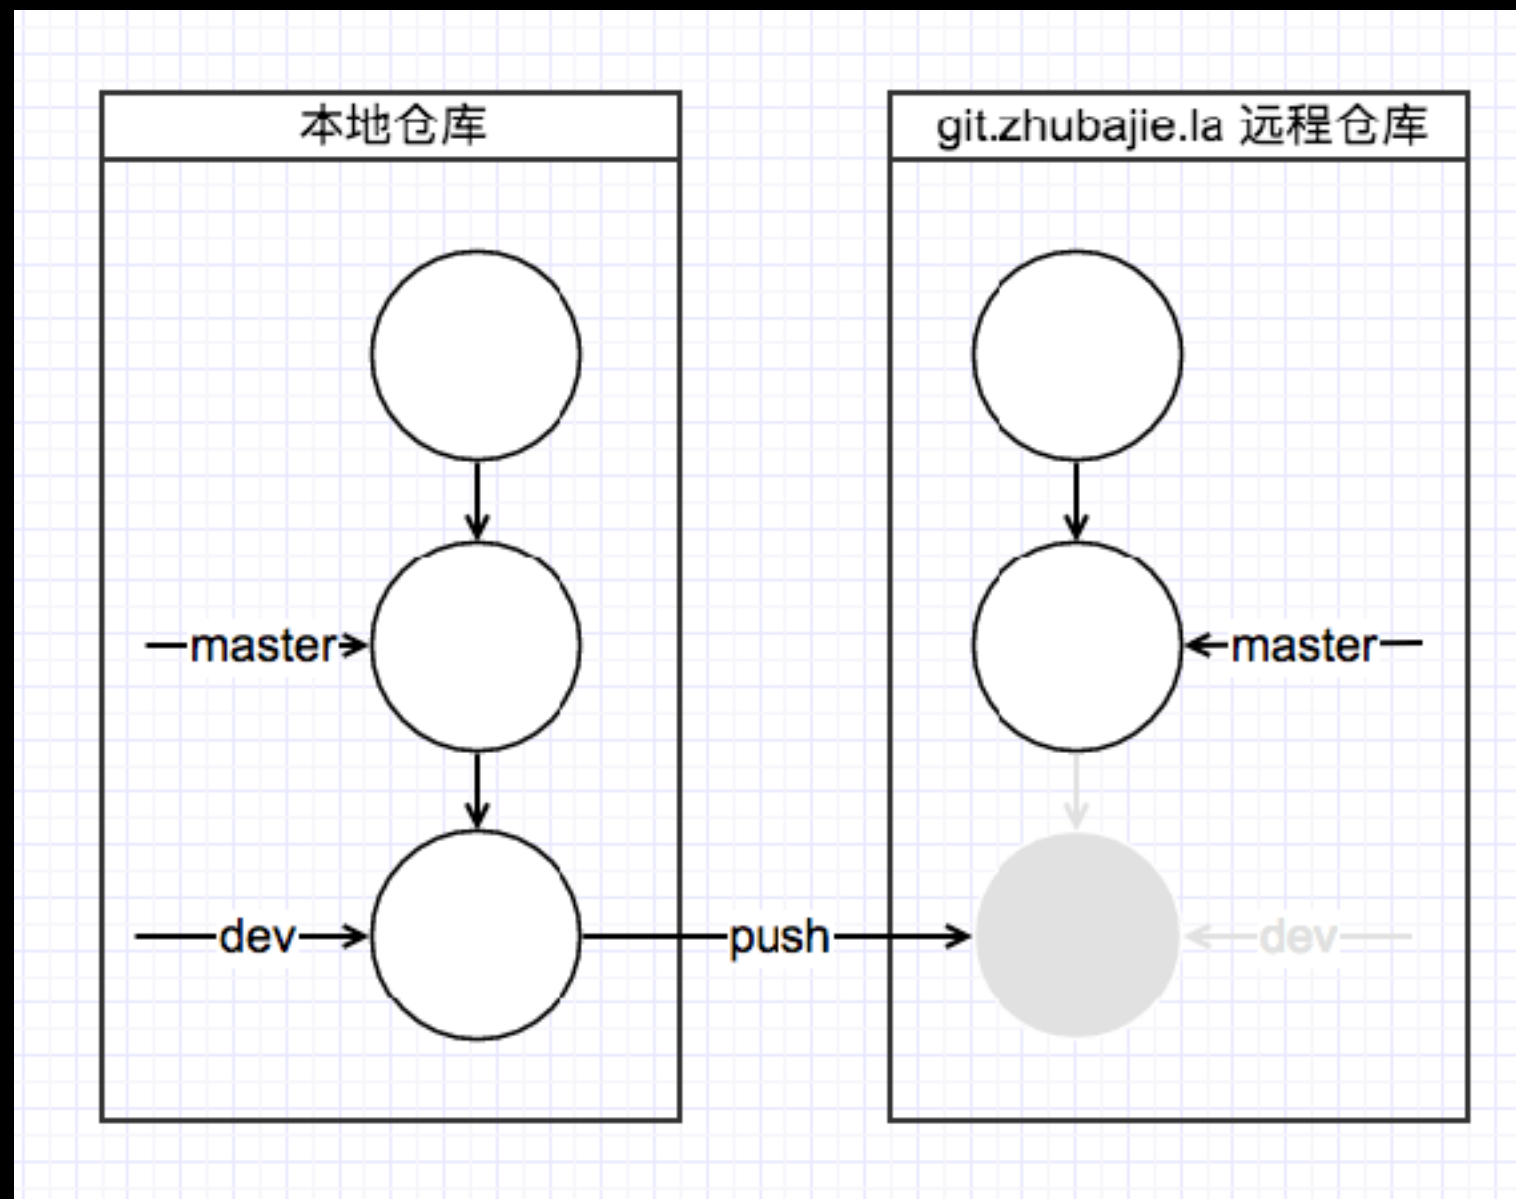 本地仓库
git.zhubajie.la 远程仓库
master
master
dev
push
dev